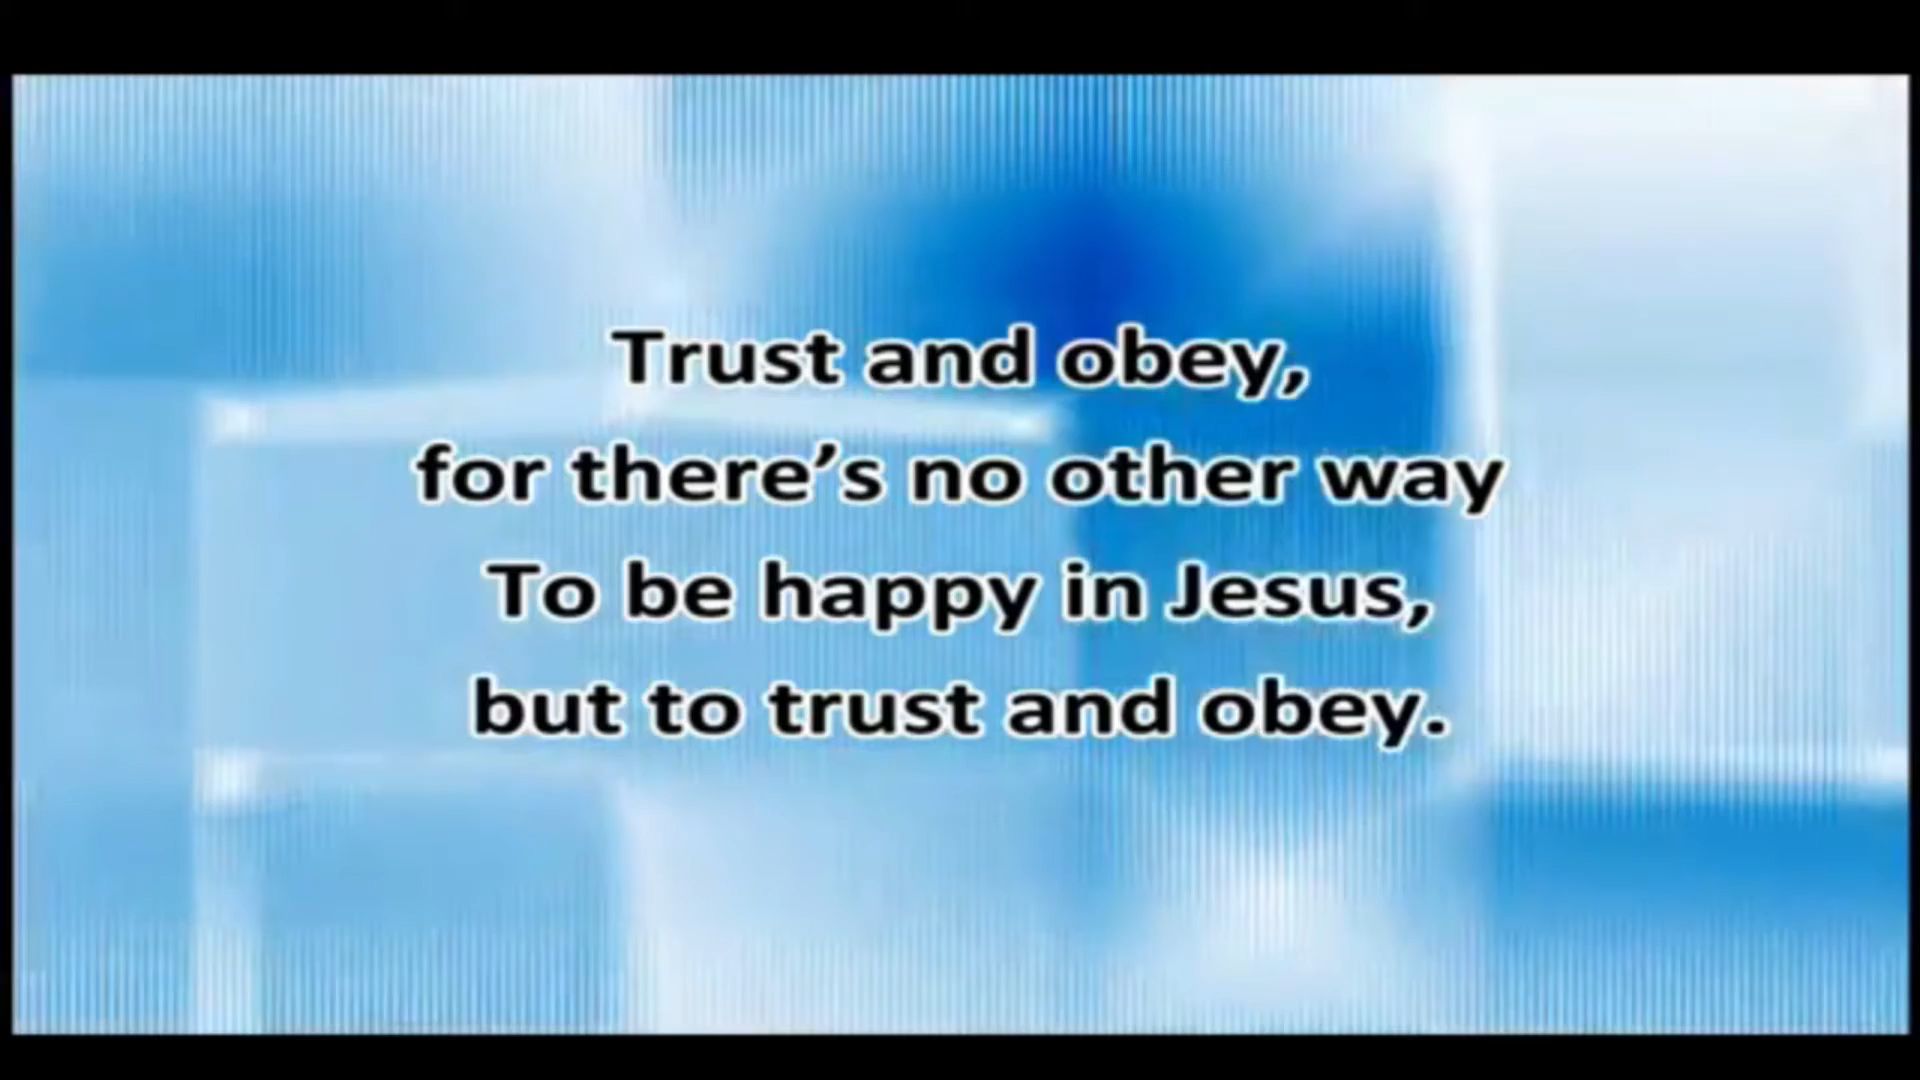 Trust and obey,
for there’s no other way
To be happy in Jesus,
but to trust and obey.